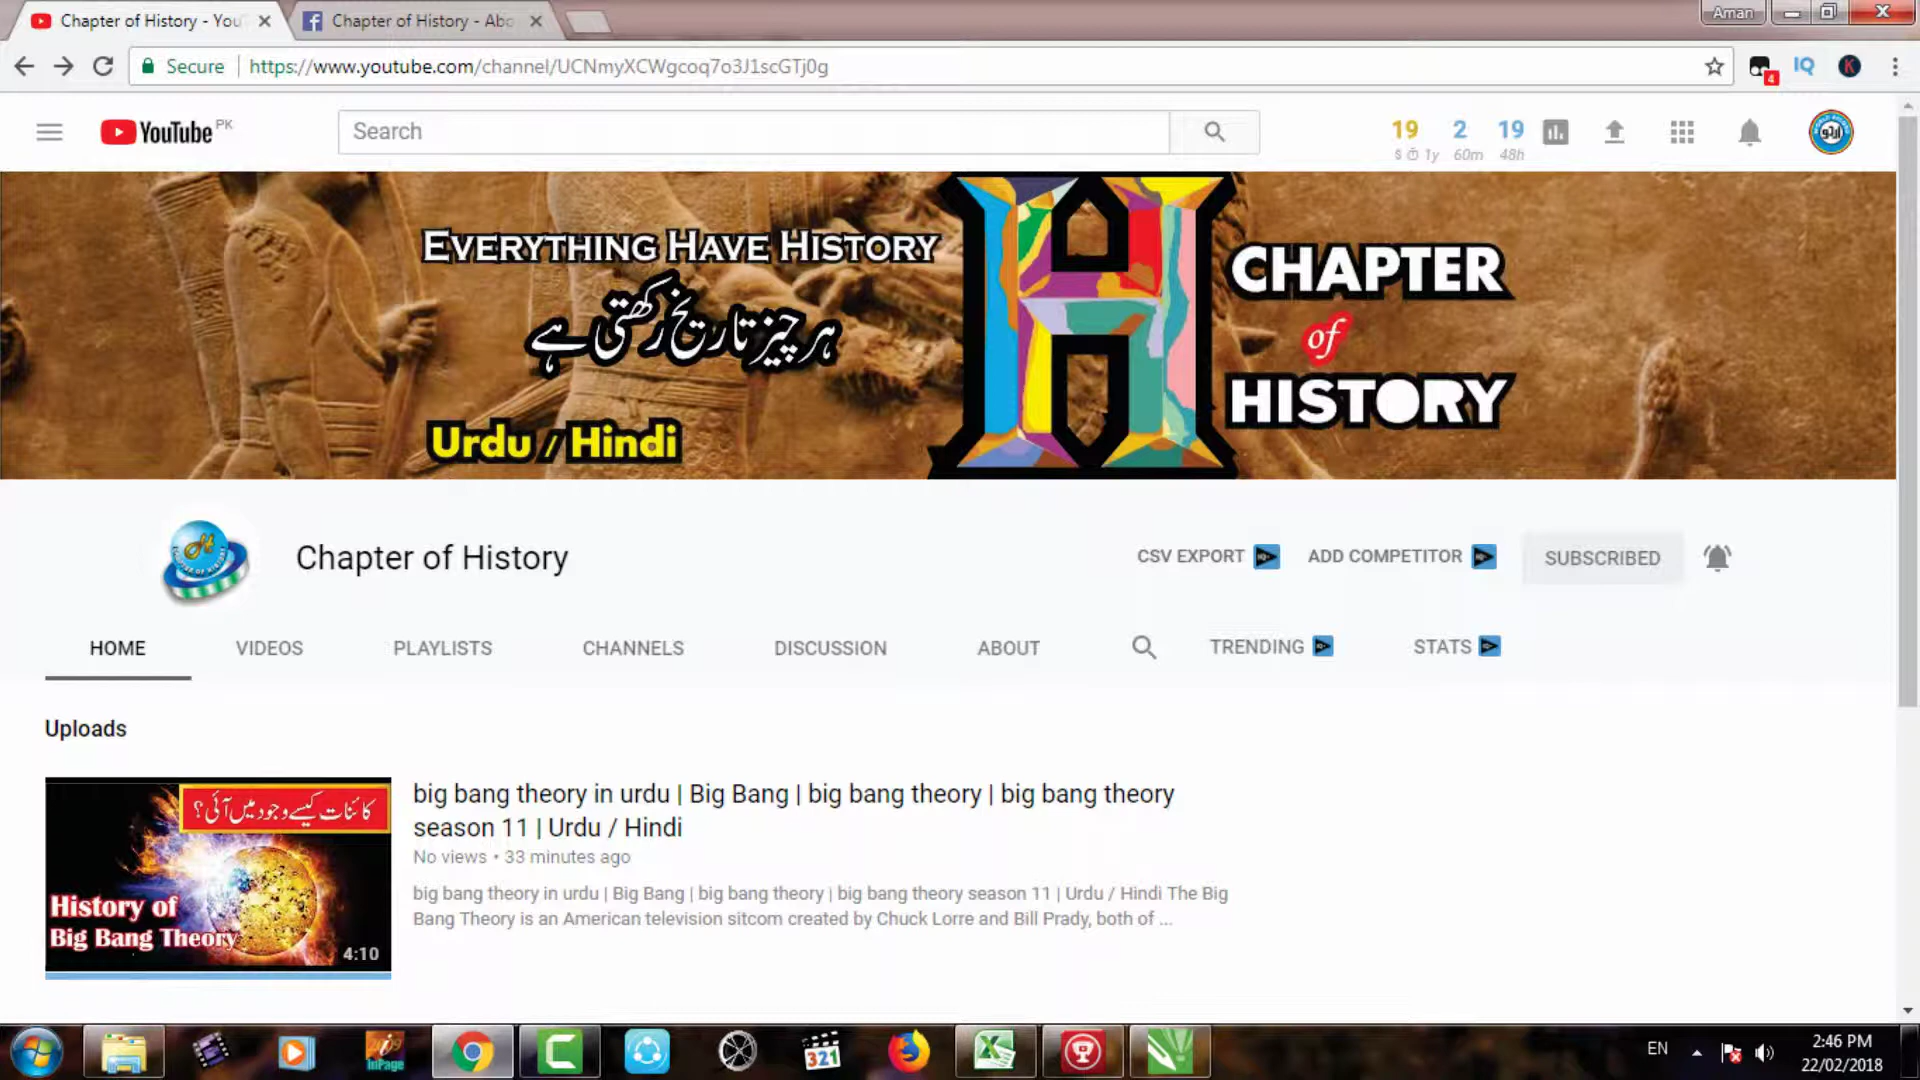 Chapter of History - You
Chapter of History - Abo
Aman
Secure
https://www.youtube.com/channel/UCNmyXCWgcoq7o3J1scGTj0g
4
IQ
K
YouTube PK
Search
19 2 19
$ 1y 60m 48h
اردو
EVERYTHING HAVE HISTORY
ہر چیز تاریخ رکھتی ہے
Urdu / Hindi
H
CHAPTER
of
HISTORY
Chapter of History
CSV EXPORT
ADD COMPETITOR
SUBSCRIBED
HOME VIDEOS PLAYLISTS CHANNELS DISCUSSION ABOUT TRENDING STATS
Uploads
کائنات کیسے وجود میں آئی؟
History of
Big Bang Theory
4:10
big bang theory in urdu | Big Bang | big bang theory | big bang theory
season 11 | Urdu / Hindi
No views • 33 minutes ago
big bang theory in urdu | Big Bang | big bang theory | big bang theory season 11 | Urdu / Hindi The Big
Bang Theory is an American television sitcom created by Chuck Lorre and Bill Prady, both of ...
InPage
321
EN
2:46 PM
22/02/2018